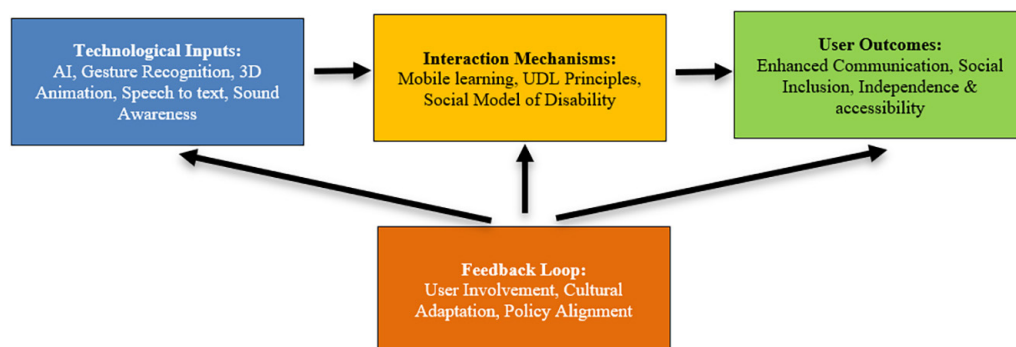 Technological Inputs:
AI, Gesture Recognition, 3D
Animation, Speech to text, Sound
Awareness
Interaction Mechanisms:
Mobile learning, UDL Principles,
Social Model of Disability
User Outcomes:
Enhanced Communication, Social
Inclusion, Independence &
accessibility
Feedback Loop:
User Involvement, Cultural
Adaptation, Policy Alignment